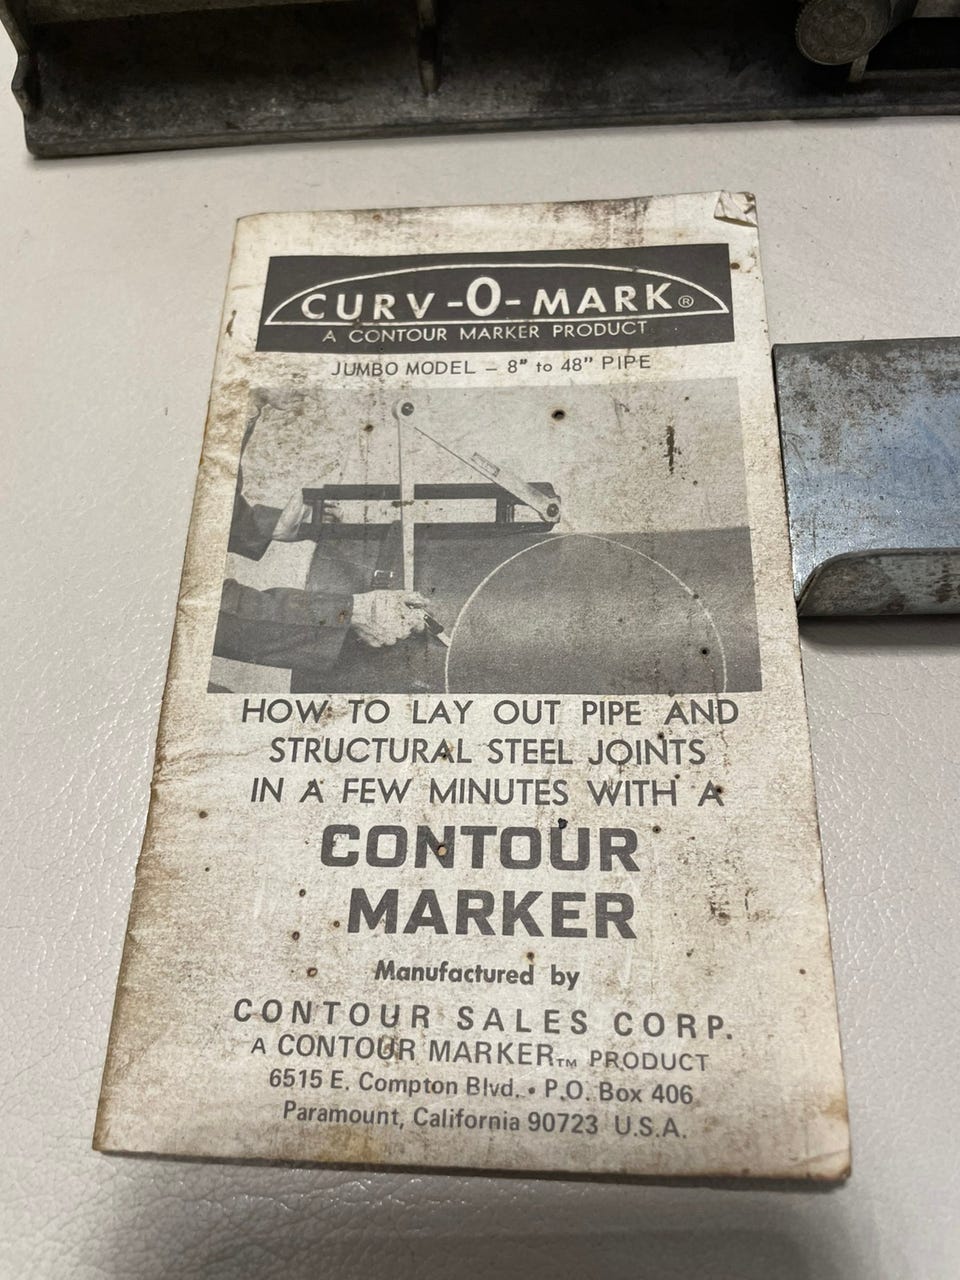 CURV-O-MARK®
A CONTOUR MARKER PRODUCT
JUMBO MODEL – 8" to 48" PIPE
HOW TO LAY OUT PIPE AND
STRUCTURAL STEEL JOINTS
IN A FEW MINUTES WITH A
CONTOUR
MARKER
Manufactured by
CONTOUR SALES CORP.
A CONTOUR MARKER™ PRODUCT
6515 E. Compton Blvd. • P.O. Box 406
Paramount, California 90723 U.S.A.